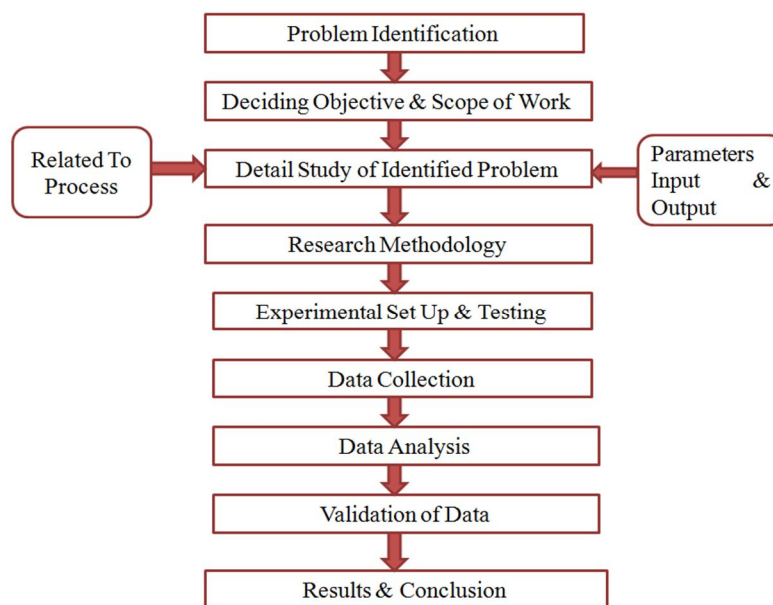 Problem Identification
Deciding Objective & Scope of Work
Related To
Process
Detail Study of Identified Problem
Parameters
Input &
Output
Research Methodology
Experimental Set Up & Testing
Data Collection
Data Analysis
Validation of Data
Results & Conclusion